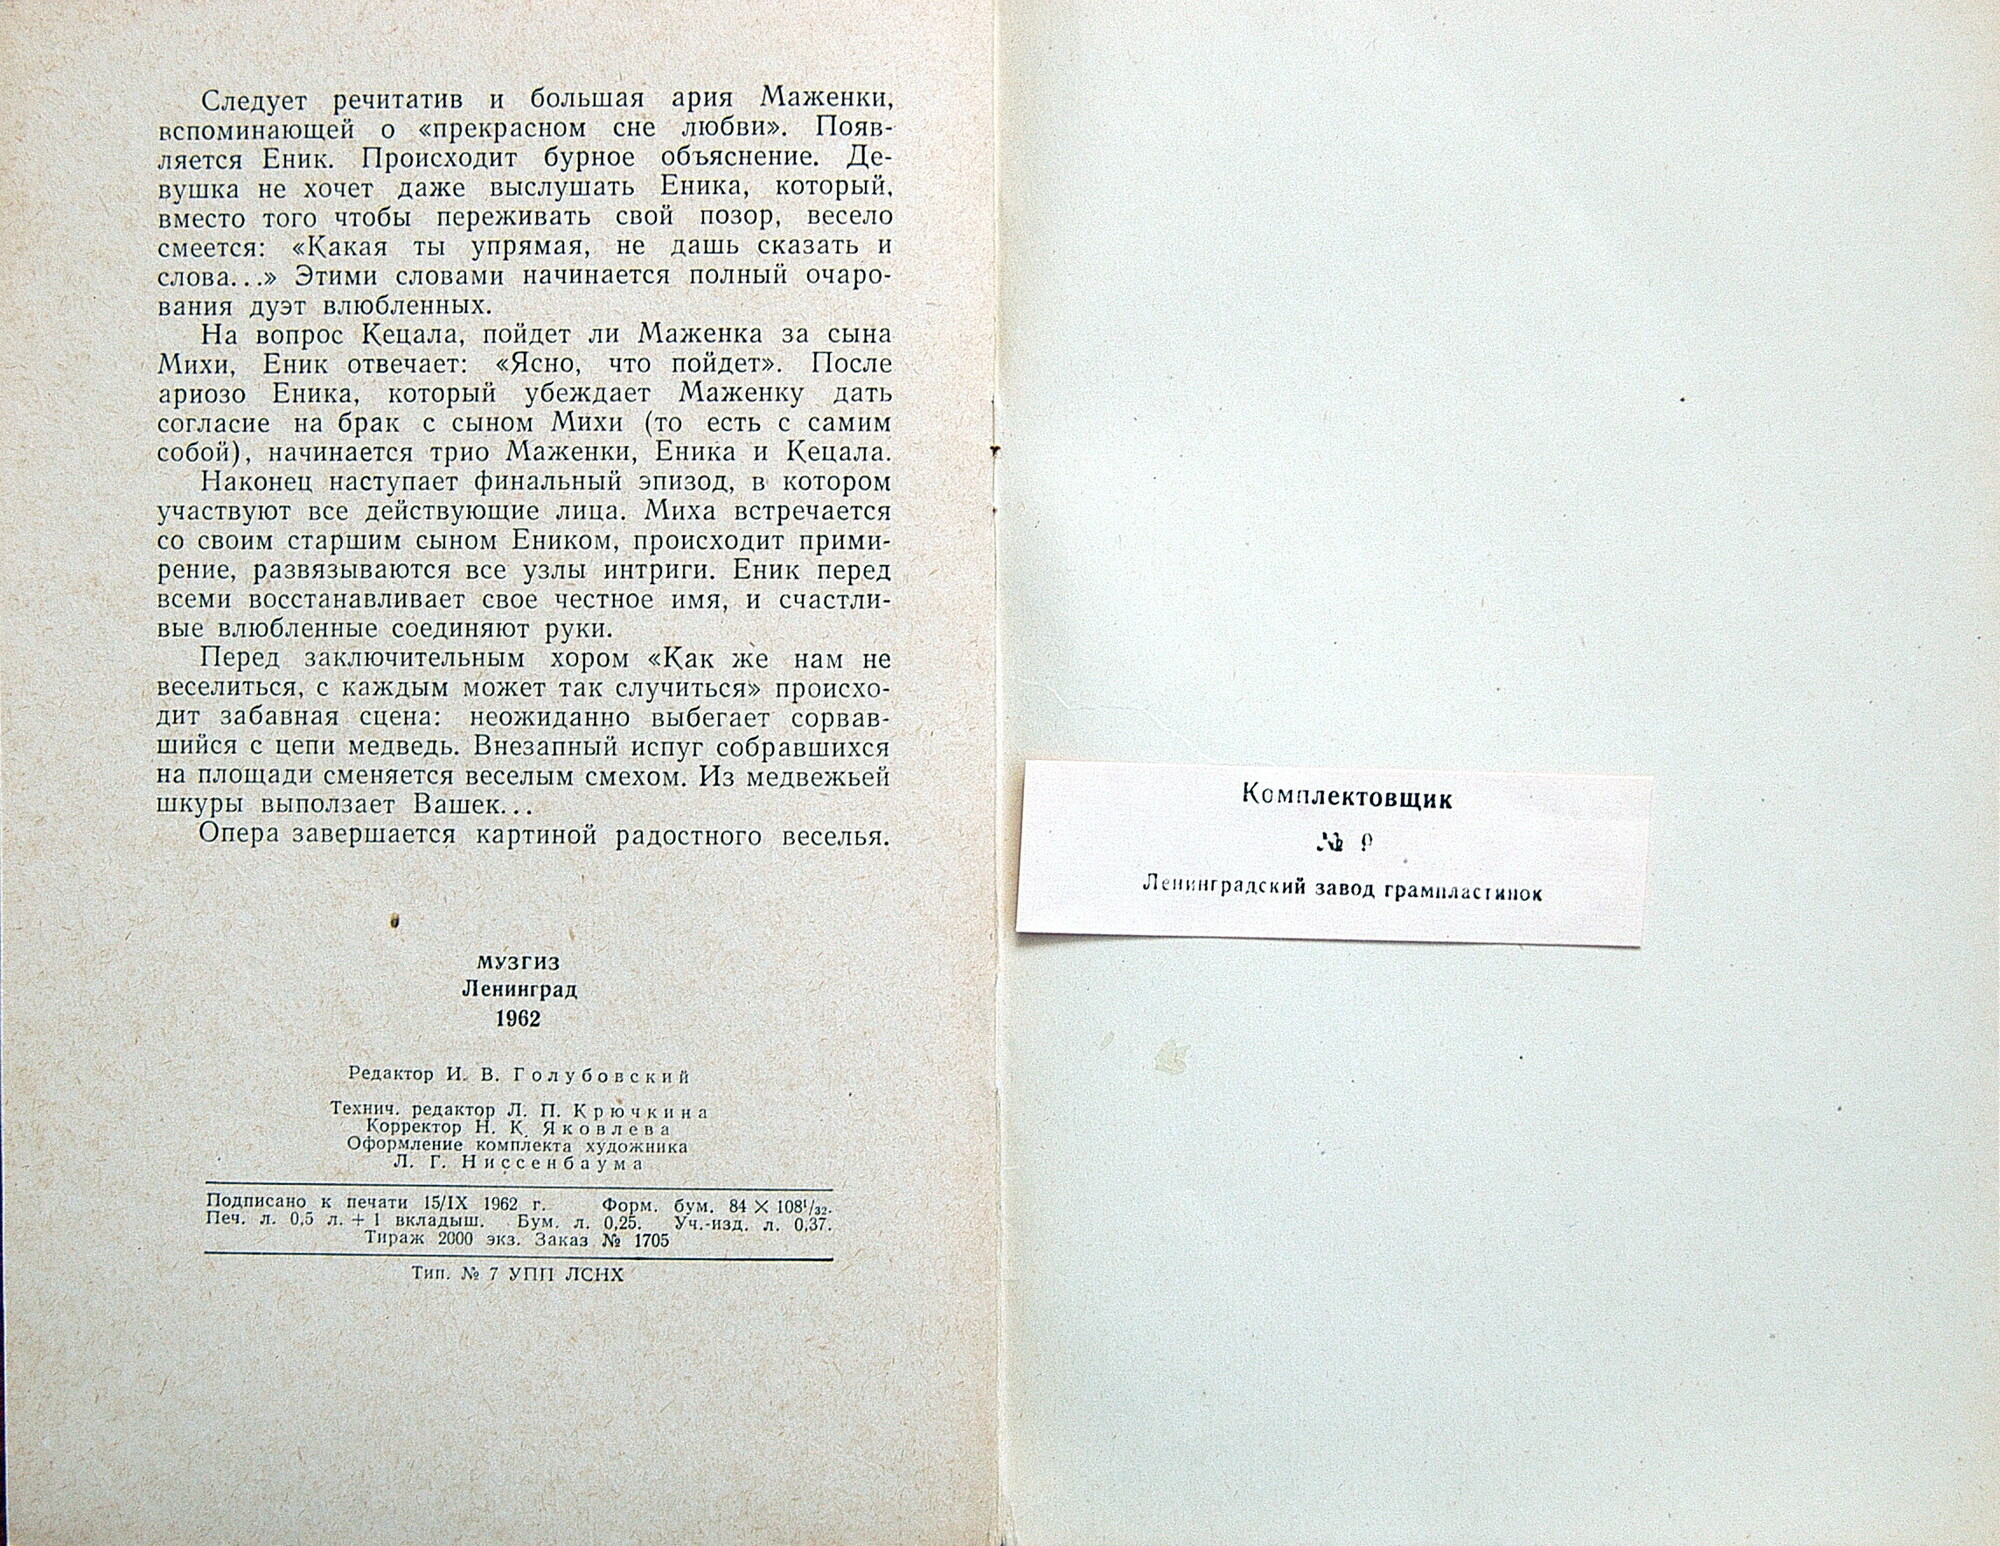 Следует речитатив и большая ария Маженки,
вспоминающей о «прекрасном сне любви». Появ-
ляется Еник. Происходит бурное объяснение. Де-
вушка не хочет даже выслушать Еника, который,
вместо того чтобы переживать свой позор, весело
смеется: «Какая ты упрямая, не дашь сказать и
слова...» Этими словами начинается полный очаро-
вания дуэт влюбленных.
На вопрос Кецала, пойдет ли Маженка за сына
Михи, Еник отвечает: «Ясно, что пойдет». После
ариозо Еника, который убеждает Маженку дать
согласие на брак с сыном Михи (то есть с самим
собой), начинается трио Маженки, Еника и Кецала.
Наконец наступает финальный эпизод, в котором
участвуют все действующие лица. Миха встречается
со своим старшим сыном Еником, происходит прими-
рение, развязываются все узлы интриги. Еник перед
всеми восстанавливает свое честное имя, и счастли-
вые влюбленные соединяют руки.
Перед заключительным хором «Как же нам не
веселиться, с каждым может так случиться» происхо-
дит забавная сцена: неожиданно выбегает сорвав-
шийся с цепи медведь. Внезапный испуг собравшихся
на площади сменяется веселым смехом. Из медвежьей
шкуры выползает Вашек...
Опера завершается картиной радостного веселья.
МУЗГИЗ
Ленинград
1962
Редактор И. В. Голубовский
Технич. редактор Л. П. Крючкина
Корректор Н. К. Яковлева
Оформление комплекта художника
Л. Г. Ниссенбаума
Подписано к печати 15/IX 1962 г. Форм. бум. 84 × 108¹/₃₂.
Печ. л. 0,5 л. + 1 вкладыш. Бум. л. 0,25. Уч.-изд. л. 0,37.
Тираж 2000 экз. Заказ № 1705
Тип. № 7 УПП ЛСНХ
Комплектовщик
№
Ленинградский завод грампластинок